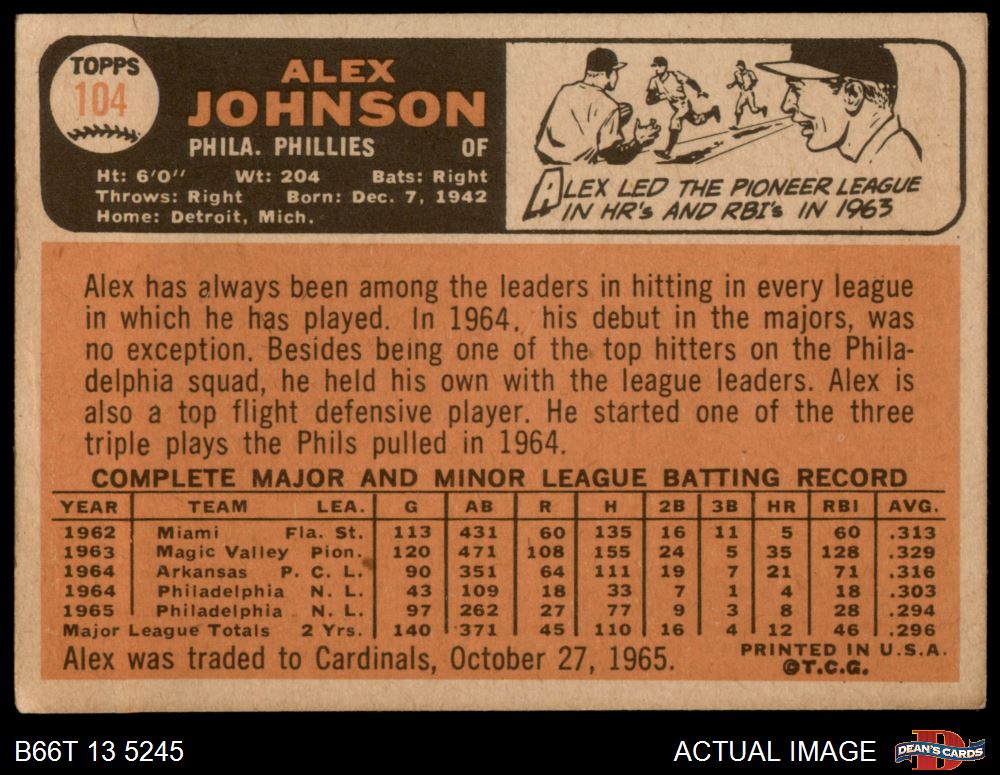 TOPPS
104
ALEX
JOHNSON
PHILA. PHILLIES OF
Ht: 6'0" Wt: 204 Bats: Right
Throws: Right Born: Dec. 7, 1942
Home: Detroit, Mich.
ALEX LED THE PIONEER LEAGUE
IN HR's AND RBI's IN 1963
Alex has always been among the leaders in hitting in every league
in which he has played. In 1964, his debut in the majors, was
no exception. Besides being one of the top hitters on the Phila-
delphia squad, he held his own with the league leaders. Alex is
also a top flight defensive player. He started one of the three
triple plays the Phils pulled in 1964.
COMPLETE MAJOR AND MINOR LEAGUE BATTING RECORD
YEAR TEAM LEA. G AB R H 2B 3B HR RBI AVG.
1962 Miami Fla. St. 113 431 60 135 16 11 5 60 .313
1963 Magic Valley Pion. 120 471 108 155 24 5 35 128 .329
1964 Arkansas P. C. L. 90 351 64 111 19 7 21 71 .316
1964 Philadelphia N. L. 43 109 18 33 7 1 4 18 .303
1965 Philadelphia N. L. 97 262 27 77 9 3 8 28 .294
Major League Totals 2 Yrs. 140 371 45 110 16 4 12 46 .296
Alex was traded to Cardinals, October 27, 1965.
PRINTED IN U.S.A.
©T.C.G.
B66T 13 5245
ACTUAL IMAGE
D
DEAN'S CARDS